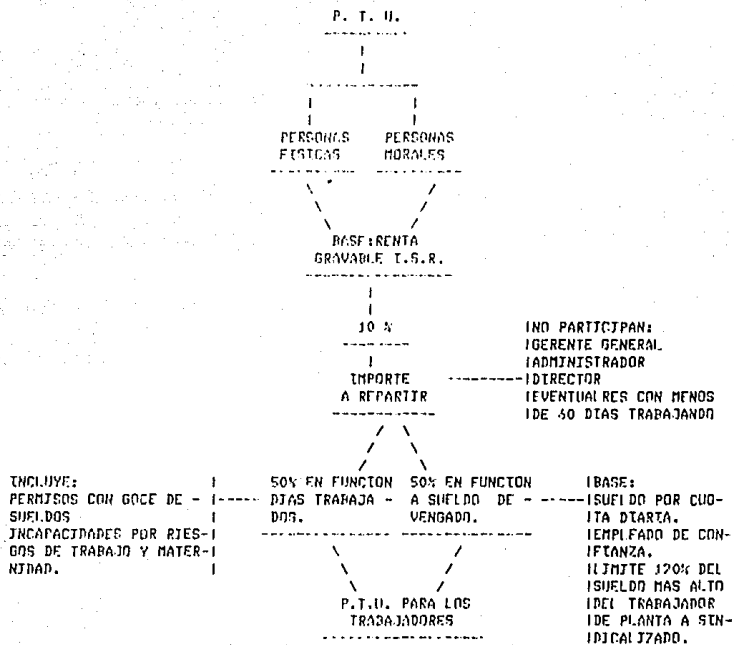 P. T. U.
PERSONAS FISICAS
PERSONAS MORALES
BASE:RENTA
GRAVABLE I.S.R.
10 %
IMPORTE
A REPARTIR
NO PARTICIPAN:
GERENTE GENERAL
ADMINISTRADOR
DIRECTOR
EVENTUALRES CON MENOS
DE 60 DIAS TRABAJANDO
INCLUYE:
PERMISOS CON GOCE DE -
SUELDOS
INCAPACIDADES POR RIES-
GOS DE TRABAJO Y MATER-
NIDAD.
50% EN FUNCION
DIAS TRABAJA -
DOS.
50% EN FUNCION
A SUELDO DE -
VENGADO.
BASE:
SUELDO POR CUO-
TA DIARIA.
EMPLEADO DE CON-
FIANZA.
LIMITE 120% DEL
SUELDO MAS ALTO
DEL TRABAJADOR
DE PLANTA A SIN-
DICALIZADO.
P.T.U. PARA LOS
TRABAJADORES